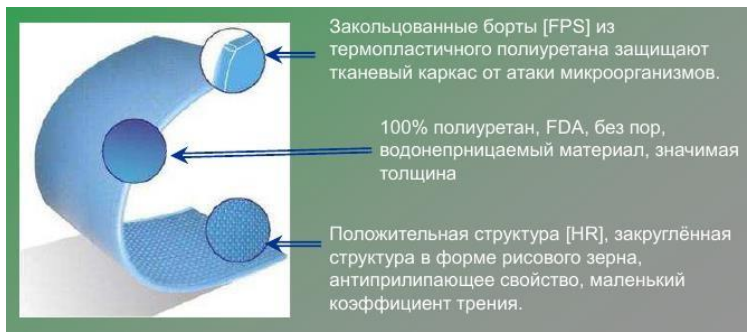 Закольцованные борты [FPS] из
термопластичного полиуретана защищают
тканевый каркас от атаки микроорганизмов.
100% полиуретан, FDA, без пор,
водонепрницаемый материал, значимая
толщина
Положительная структура [HR], закруглённая
структура в форме рисового зерна,
антиприлипающее свойство, маленький
коэффициент трения.